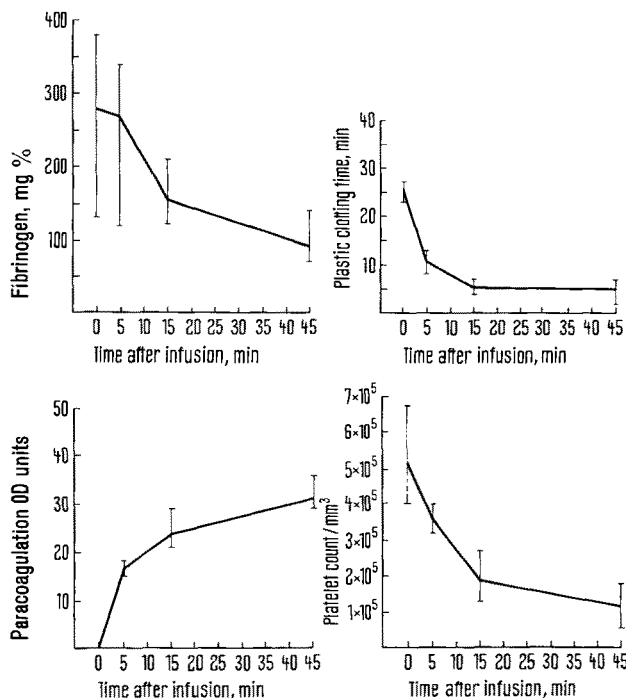 Fibrinogen, mg %
400
300
200
100
0 5 10 15 20 25 30 35 40 45
Time after infusion, min
Plastic clotting time, min
40
30
20
10
0 5 10 15 20 25 30 35 40 45
Time after infusion, min
Paracoagulation OD units
50
40
30
20
10
0 5 10 15 20 25 30 35 40 45
Time after infusion, min
Platelet count/mm³
7×10⁵
6×10⁵
5×10⁵
4×10⁵
3×10⁵
2×10⁵
1×10⁵
0 5 10 15 20 25 30 35 40 45
Time after infusion, min